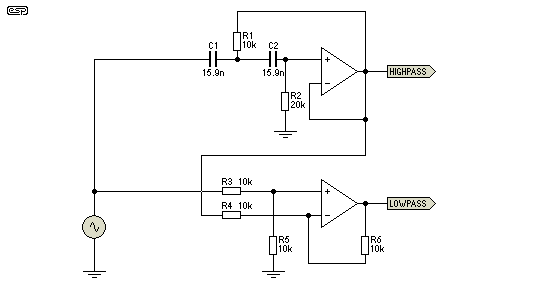 esp
R1
10k
C1
15.9n
C2
15.9n
R2
20k
+
−
HIGHPASS
R3 10k
R4 10k
+
−
LOWPASS
R5
10k
R6
10k